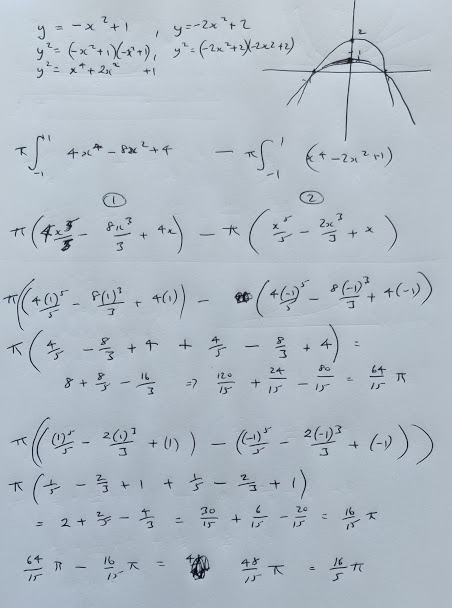 y = -x² + 1 , y = -2x² + 2
y² = (-x²+1)(-x²+1), y² = (-2x²+2)(-2x²+2)
y² = x⁴ + 2x² + 1
2
1
-1
π∫₋₁⁺¹ 4x⁴ - 8x² + 4 - π∫₋₁¹ (x⁴ - 2x² + 1)
① ②
π(4x⁵/5 - 8x³/3 + 4x) - π(x⁵/5 - 2x³/3 + x)
π((4(1)⁵/5 - 8(1)³/3 + 4(1)) - (4(-1)⁵/5 - 8(-1)³/3 + 4(-1))
π(4/5 - 8/3 + 4 + 4/5 - 8/3 + 4) =
8 + 8/5 - 16/3 ⇒ 120/15 + 24/15 - 80/15 = 64/15 π
π(((1)⁵/5 - 2(1)³/3 + (1)) - ((-1)⁵/5 - 2(-1)³/3 + (-1)))
π(1/5 - 2/3 + 1 + 1/5 - 2/3 + 1)
= 2 + 2/5 - 4/3 = 30/15 + 6/15 - 20/15 = 16/15 π
64/15 π - 16/15 π = 48/15 π = 16/5 π